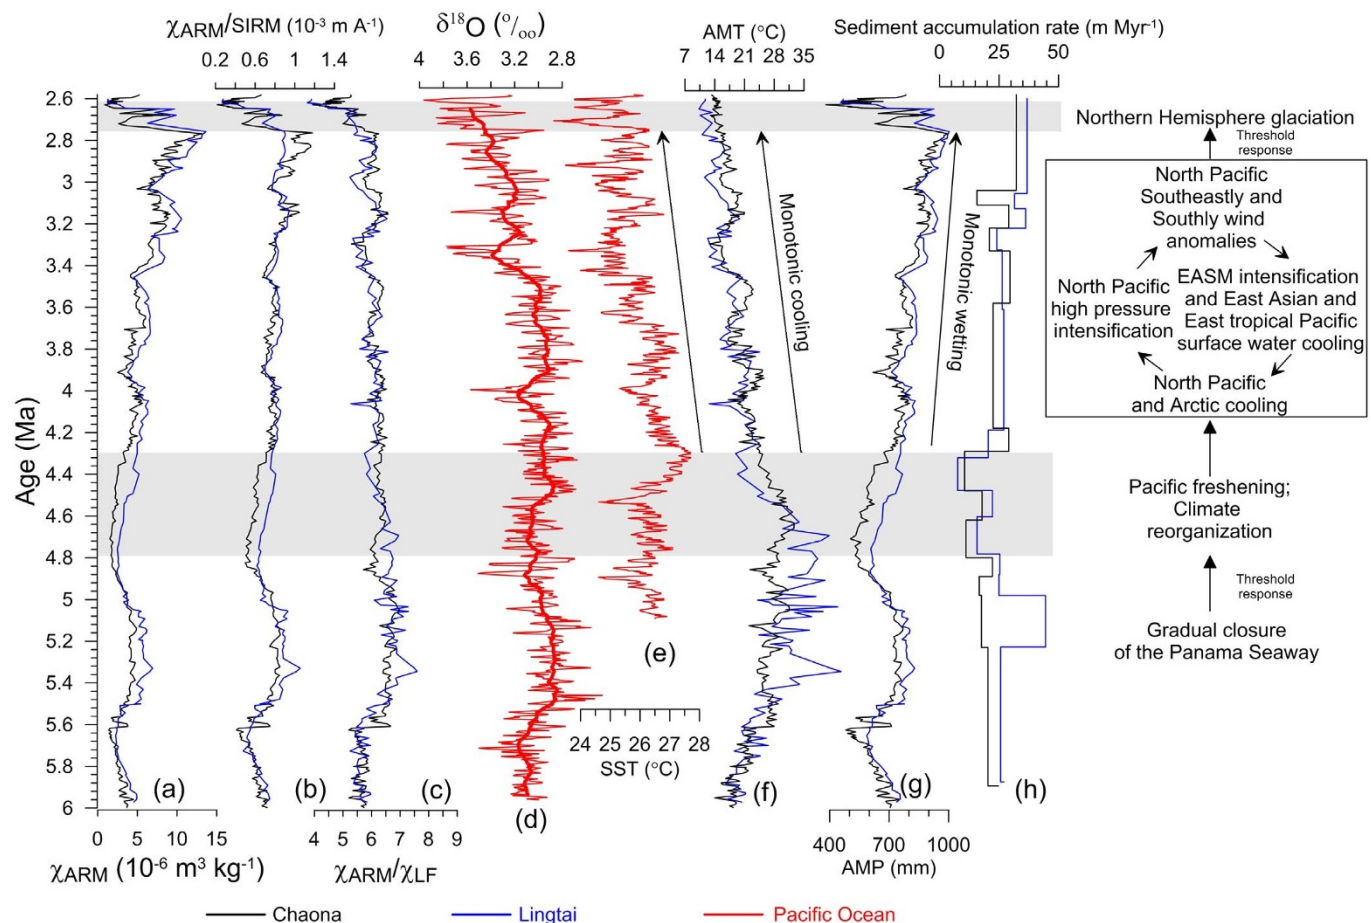 χARM/SIRM (10⁻³ m A⁻¹)
0.2 0.6 1 1.4
δ¹⁸O (‰)
4 3.6 3.2 2.8
AMT (°C)
7 14 21 28 35
Sediment accumulation rate (m Myr⁻¹)
0 25 50
Age (Ma)
2.6
2.8
3
3.2
3.4
3.6
3.8
4
4.2
4.4
4.6
4.8
5
5.2
5.4
5.6
5.8
6
Monotonic cooling
Monotonic wetting
Northern Hemisphere glaciation
Threshold
response
North Pacific
Southeastly and
Southly wind
anomalies
North Pacific
high pressure
intensification
EASM intensification
and East Asian and
East tropical Pacific
surface water cooling
North Pacific
and Arctic cooling
Pacific freshening;
Climate
reorganization
Threshold
response
Gradual closure
of the Panama Seaway
(a) (b) (c) (d) (e) (f) (g) (h)
24 25 26 27 28
SST (°C)
0 5 10 15
χARM (10⁻⁶ m³ kg⁻¹)
4 5 6 7 8 9
χARM/χLF
400 700 1000
AMP (mm)
Chaona Lingtai Pacific Ocean